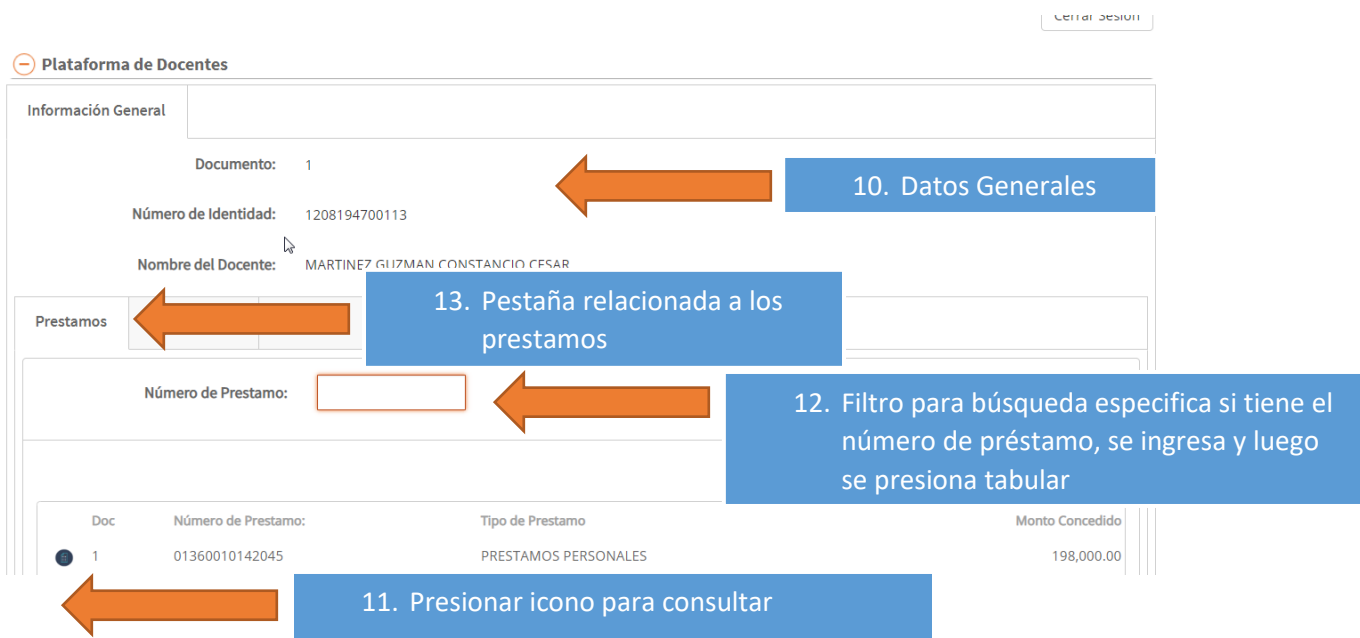 Cerrar Sesión
Plataforma de Docentes
Información General
Documento: 1
10. Datos Generales
Número de Identidad: 1208194700113
Nombre del Docente: MARTINEZ GUZMAN CONSTANCIO CESAR
13. Pestaña relacionada a los
prestamos
Prestamos
Número de Prestamo:
12. Filtro para búsqueda especifica si tiene el
número de préstamo, se ingresa y luego
se presiona tabular
Doc Número de Prestamo: Tipo de Prestamo Monto Concedido
1 01360010142045 PRESTAMOS PERSONALES 198,000.00
11. Presionar icono para consultar